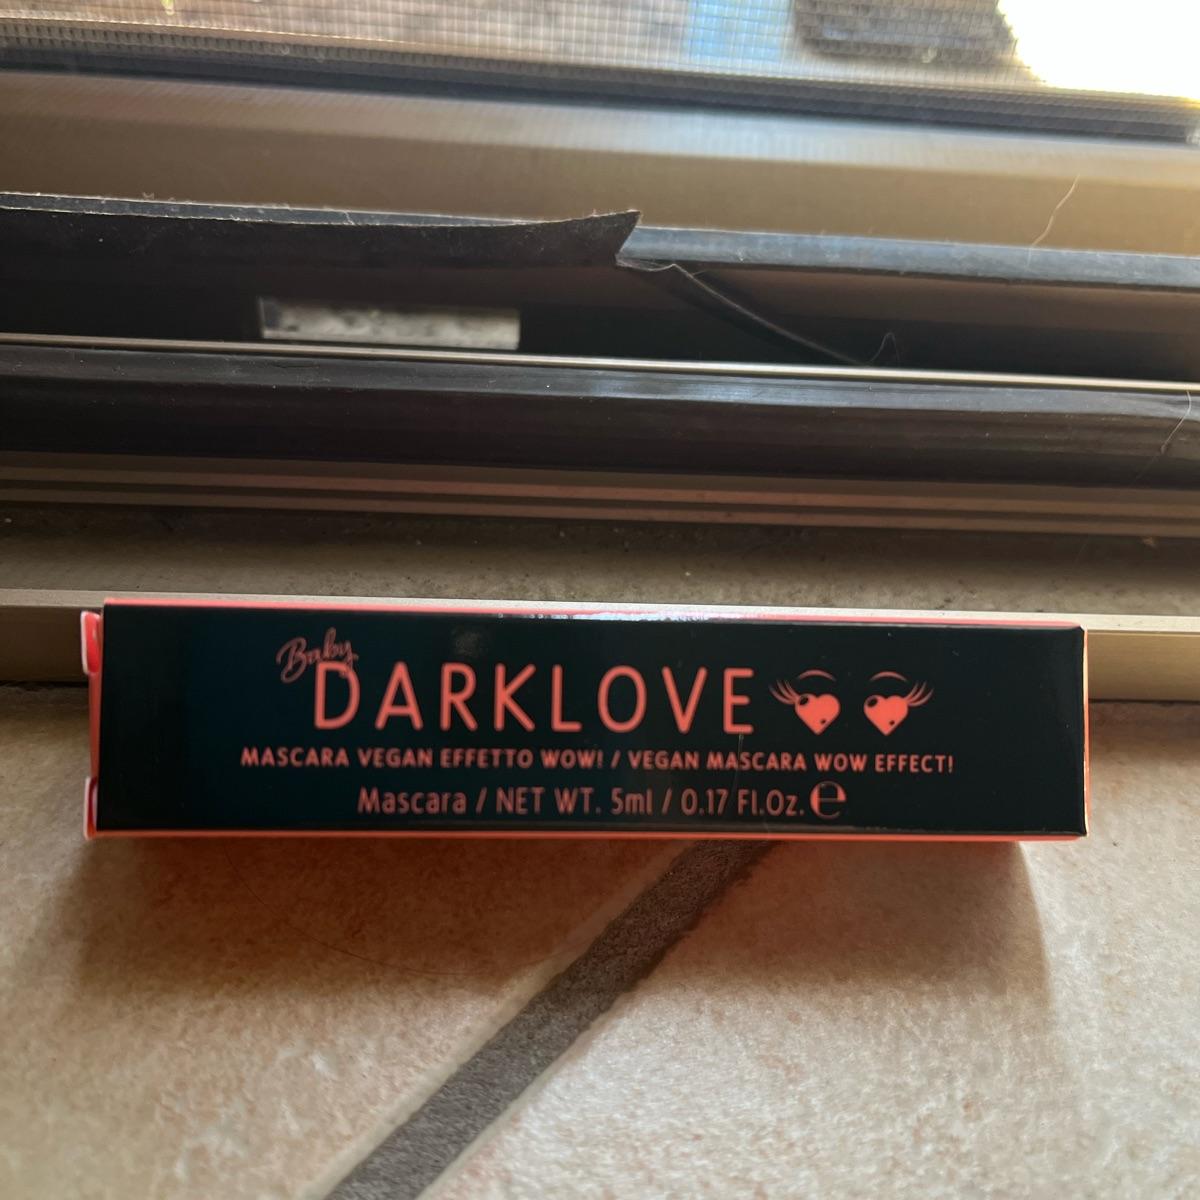 Baby
DARKLOVE
MASCARA VEGAN EFFETTO WOW! / VEGAN MASCARA WOW EFFECT!
Mascara / NET WT. 5ml / 0.17 Fl.Oz. ℮